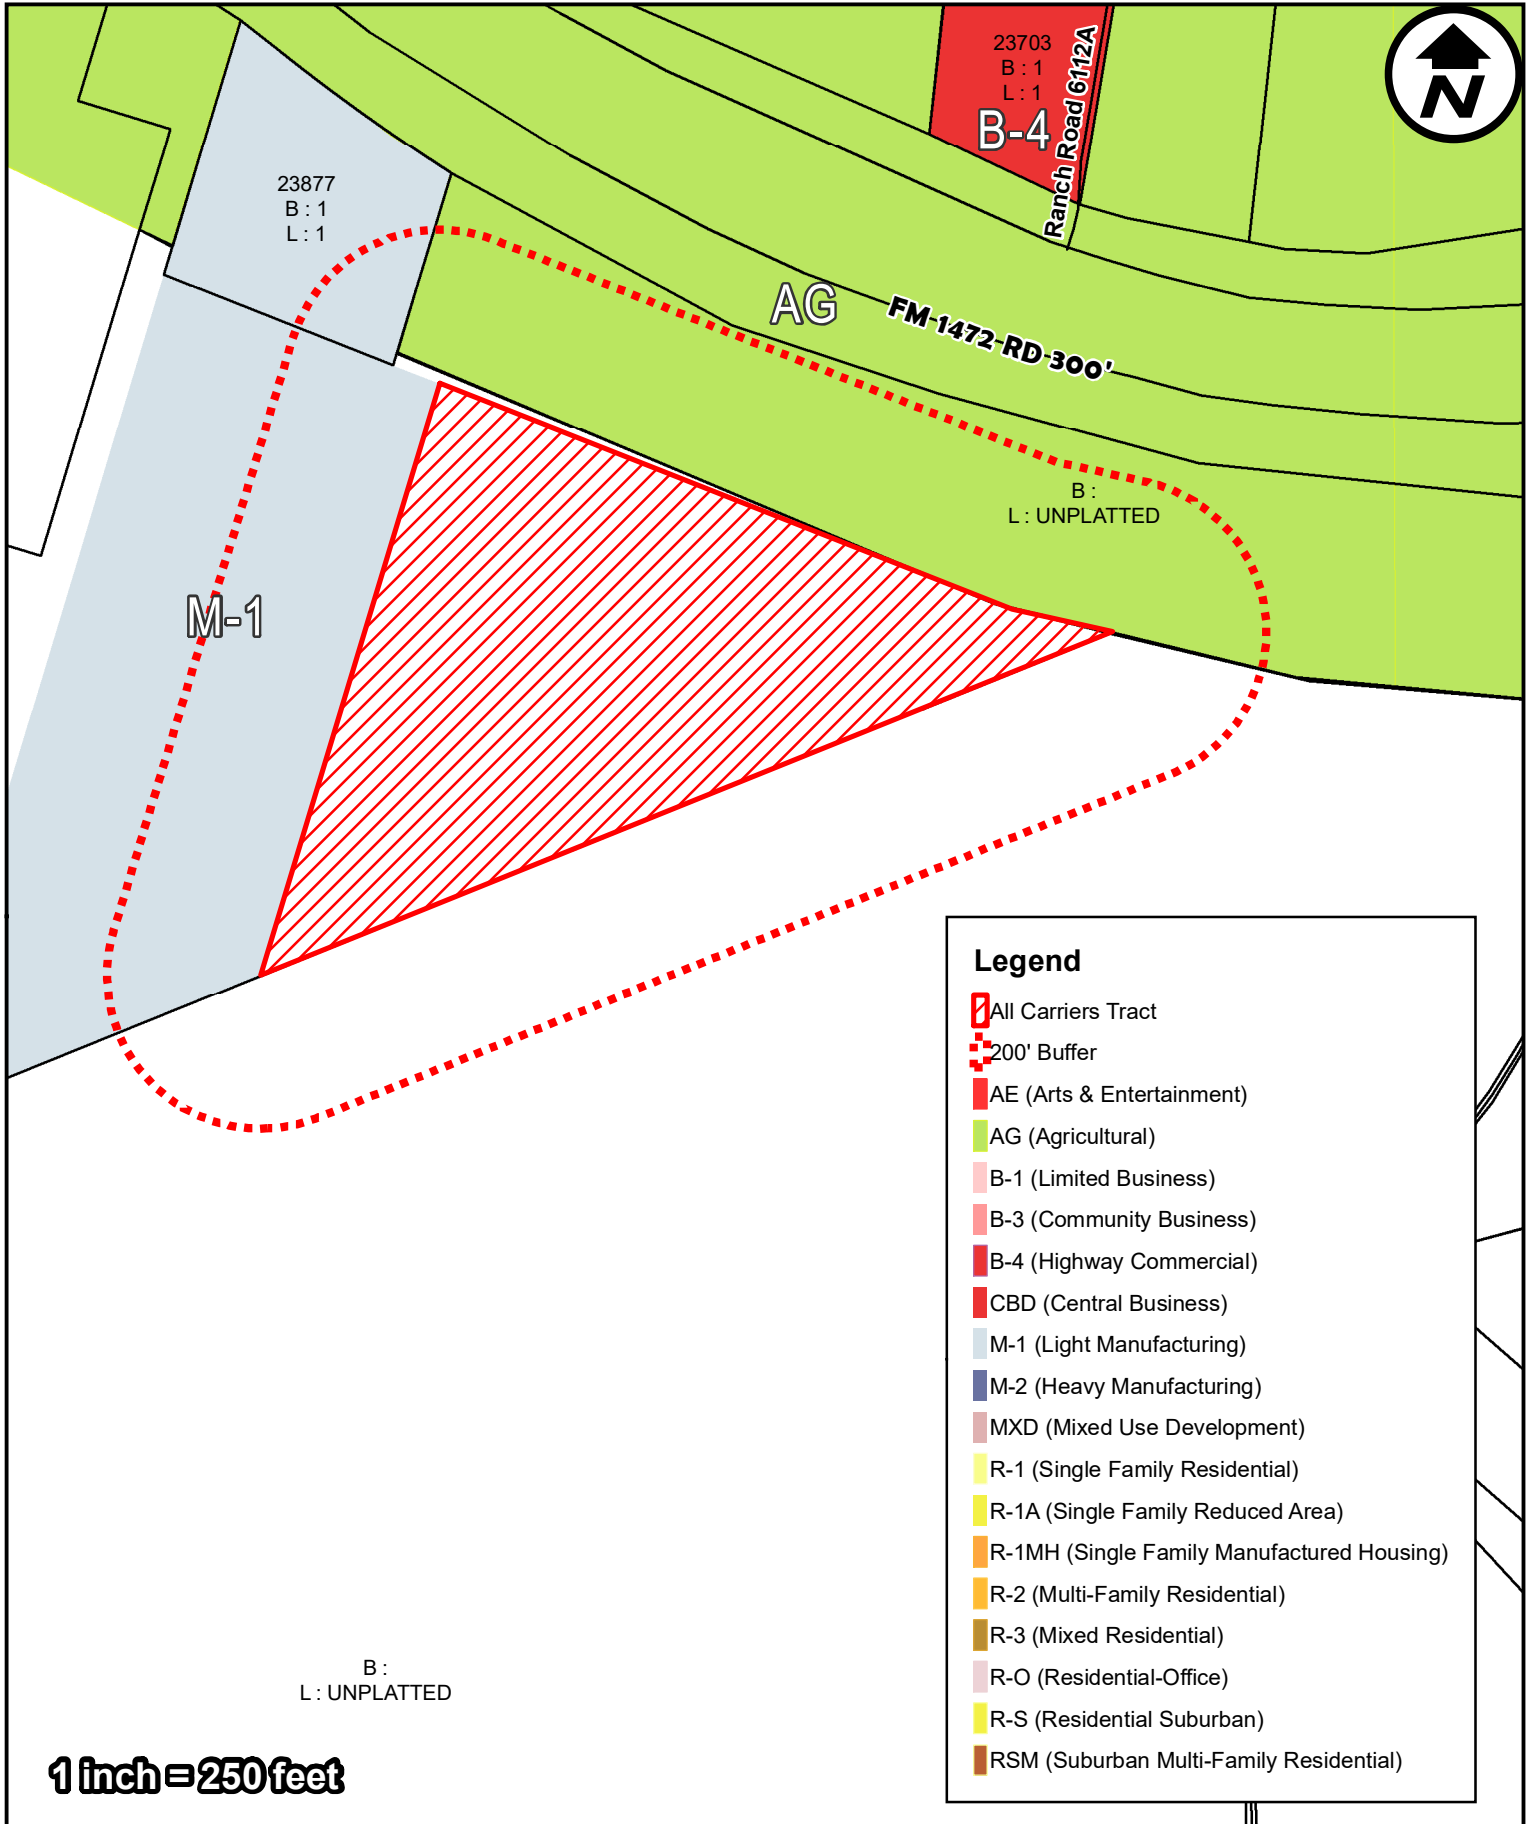 23703
B : 1
L : 1
B-4
Ranch Road 6112A
N
23877
B : 1
L : 1
AG
FM 1472 RD 300'
B :
L : UNPLATTED
M-1
Legend
All Carriers Tract
200' Buffer
AE (Arts & Entertainment)
AG (Agricultural)
B-1 (Limited Business)
B-3 (Community Business)
B-4 (Highway Commercial)
CBD (Central Business)
M-1 (Light Manufacturing)
M-2 (Heavy Manufacturing)
MXD (Mixed Use Development)
R-1 (Single Family Residential)
R-1A (Single Family Reduced Area)
R-1MH (Single Family Manufactured Housing)
R-2 (Multi-Family Residential)
R-3 (Mixed Residential)
R-O (Residential-Office)
R-S (Residential Suburban)
RSM (Suburban Multi-Family Residential)
B :
L : UNPLATTED
1 inch = 250 feet